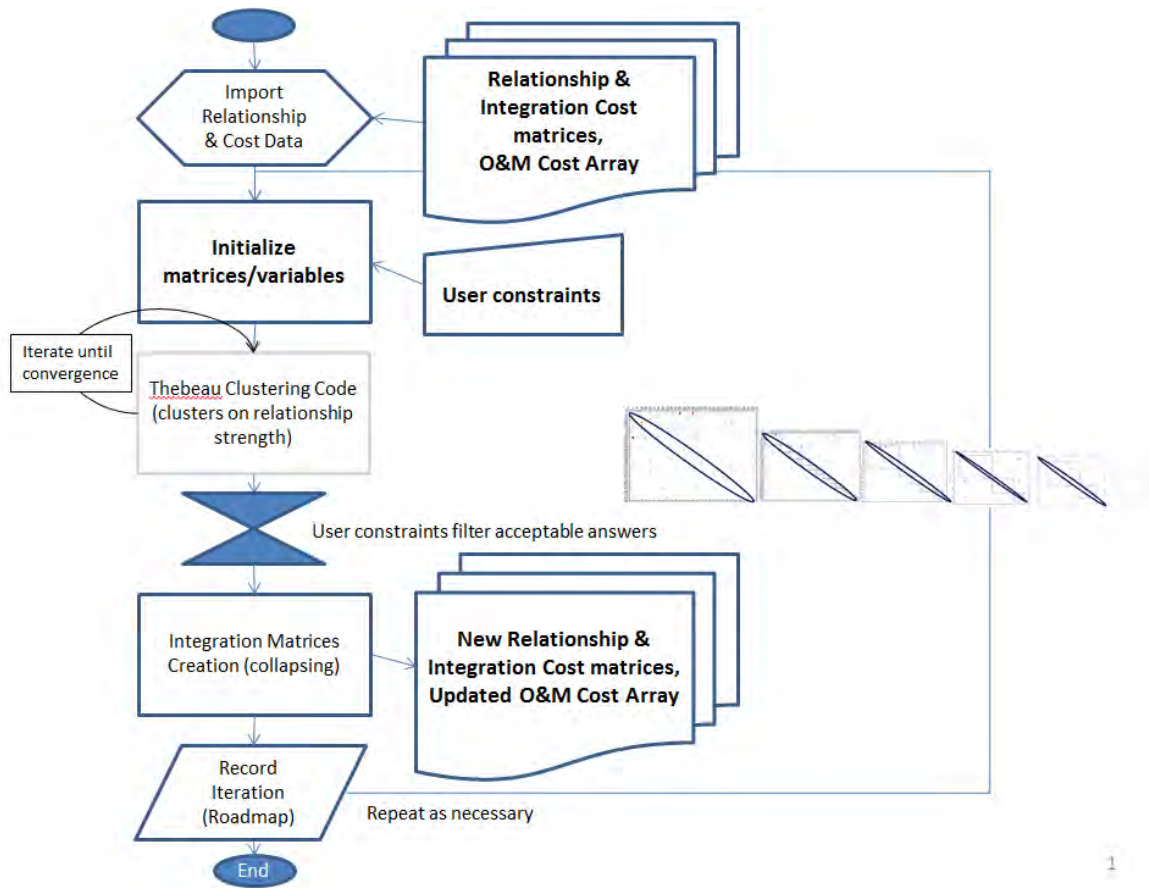 Import
Relationship
& Cost Data
Relationship &
Integration Cost
matrices,
O&M Cost Array
Initialize
matrices/variables
User constraints
Iterate until
convergence
Thebeau Clustering Code
(clusters on relationship
strength)
User constraints filter acceptable answers
Integration Matrices
Creation (collapsing)
New Relationship &
Integration Cost matrices,
Updated O&M Cost Array
Record
Iteration
(Roadmap)
Repeat as necessary
End
1